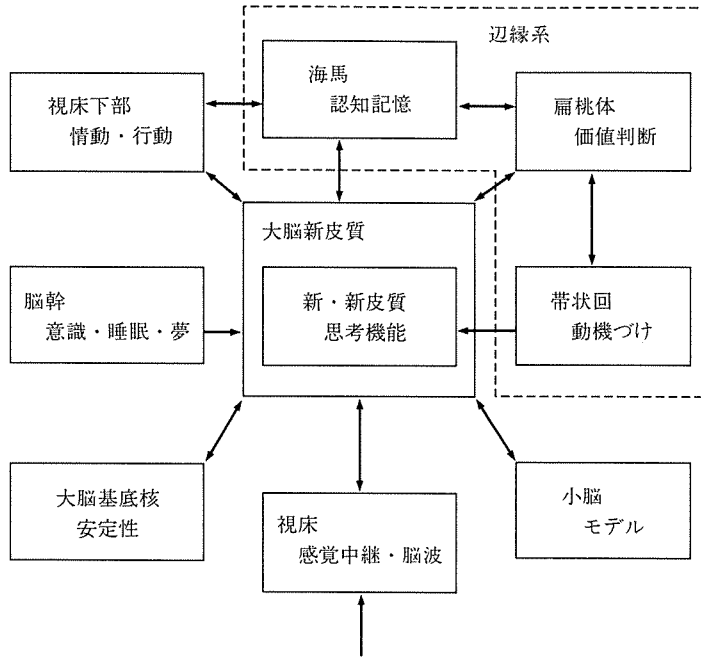 辺縁系
海馬
認知記憶
視床下部
情動・行動
扁桃体
価値判断
大脳新皮質
新・新皮質
思考機能
脳幹
意識・睡眠・夢
帯状回
動機づけ
大脳基底核
安定性
視床
感覚中継・脳波
小脳
モデル